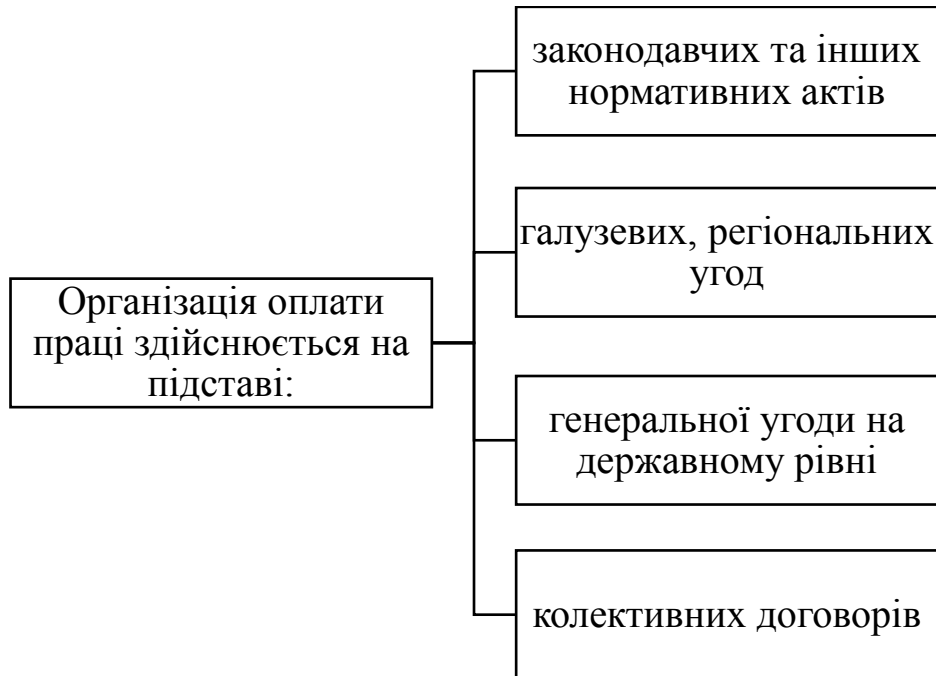 Організація оплати
праці здійснюється на
підставі:
законодавчих та інших
нормативних актів
галузевих, регіональних
угод
генеральної угоди на
державному рівні
колективних договорів